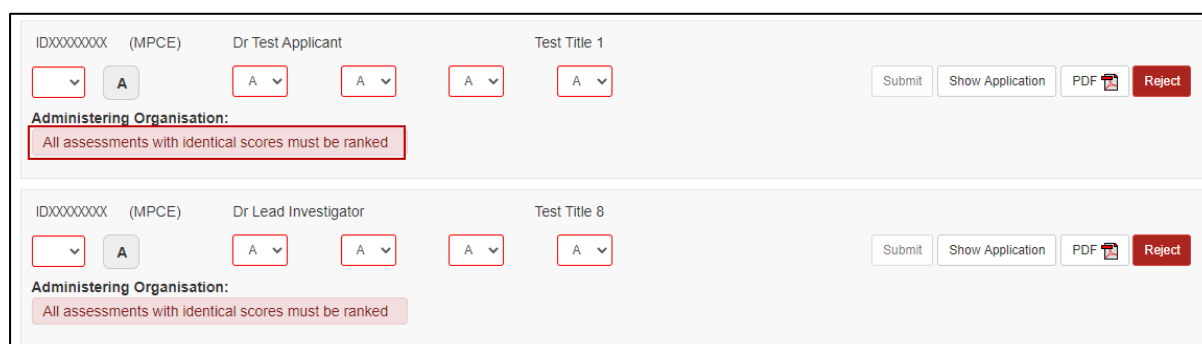 IDXXXXXXXX (MPCE) Dr Test Applicant Test Title 1
A A A A A Submit Show Application PDF Reject
Administering Organisation:
All assessments with identical scores must be ranked
IDXXXXXXXX (MPCE) Dr Lead Investigator Test Title 8
A A A A A Submit Show Application PDF Reject
Administering Organisation:
All assessments with identical scores must be ranked